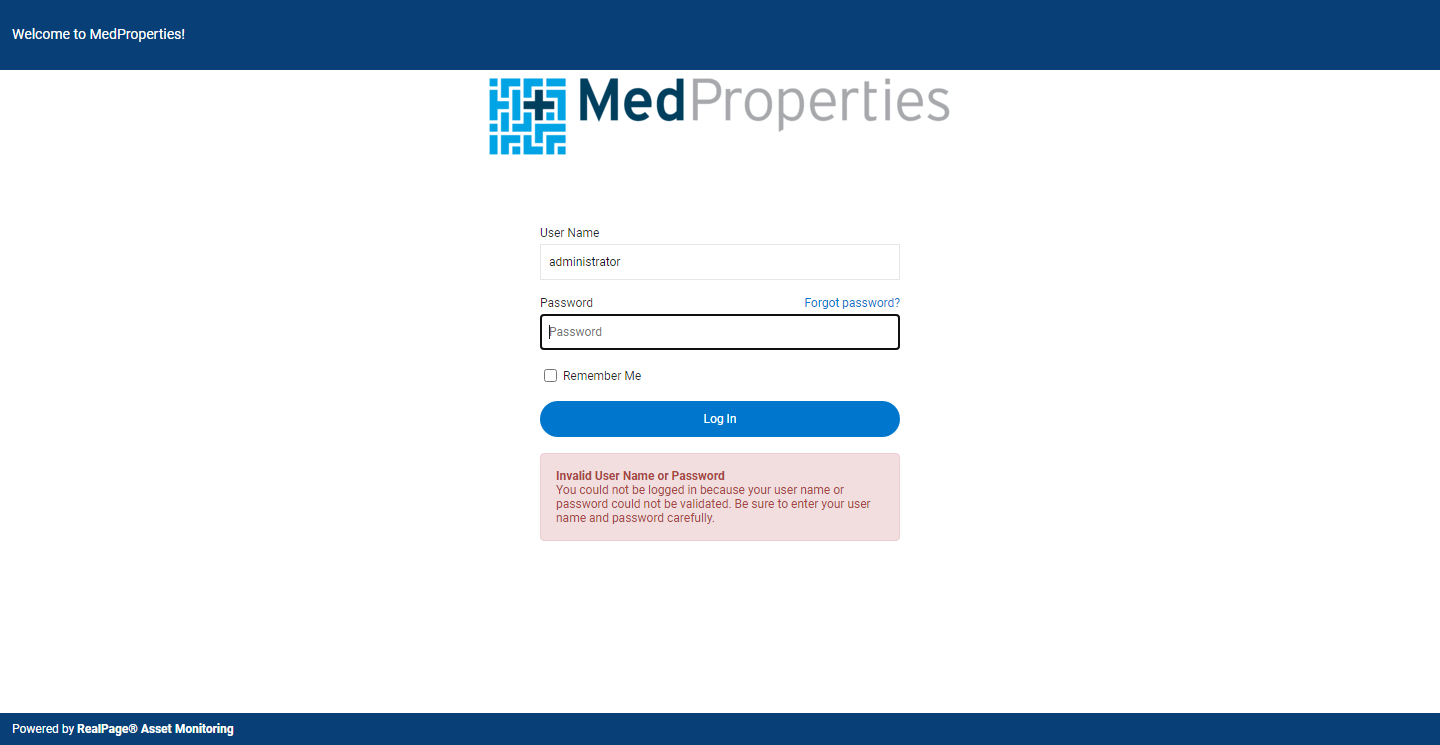 Welcome to MedProperties!
MedProperties
User Name
administrator
Password Forgot password?
Password
Remember Me
Log In
Invalid User Name or Password
You could not be logged in because your user name or
password could not be validated. Be sure to enter your user
name and password carefully.
Powered by RealPage® Asset Monitoring